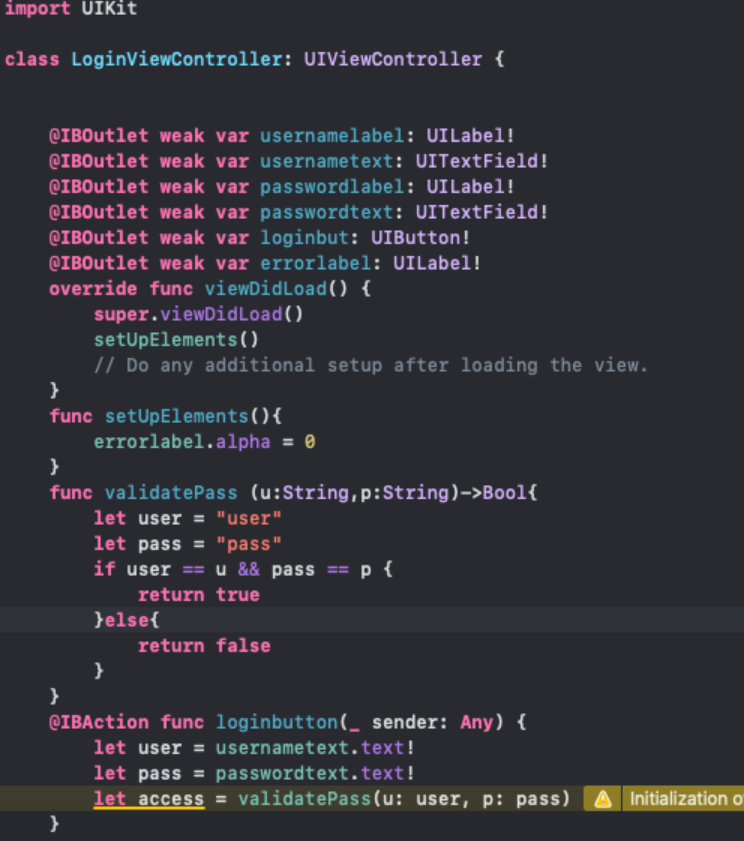 import UIKit
class LoginViewController: UIViewController {
@IBOutlet weak var usernamelabel: UILabel!
@IBOutlet weak var usernametext: UITextField!
@IBOutlet weak var passwordlabel: UILabel!
@IBOutlet weak var passwordtext: UITextField!
@IBOutlet weak var loginbut: UIButton!
@IBOutlet weak var errorlabel: UILabel!
override func viewDidLoad() {
super.viewDidLoad()
setUpElements()
// Do any additional setup after loading the view.
}
func setUpElements(){
errorlabel.alpha = 0
}
func validatePass (u:String,p:String)->Bool{
let user = "user"
let pass = "pass"
if user == u && pass == p {
return true
}else{
return false
}
}
@IBAction func loginbutton(_ sender: Any) {
let user = usernametext.text!
let pass = passwordtext.text!
let access = validatePass(u: user, p: pass) Initialization
}